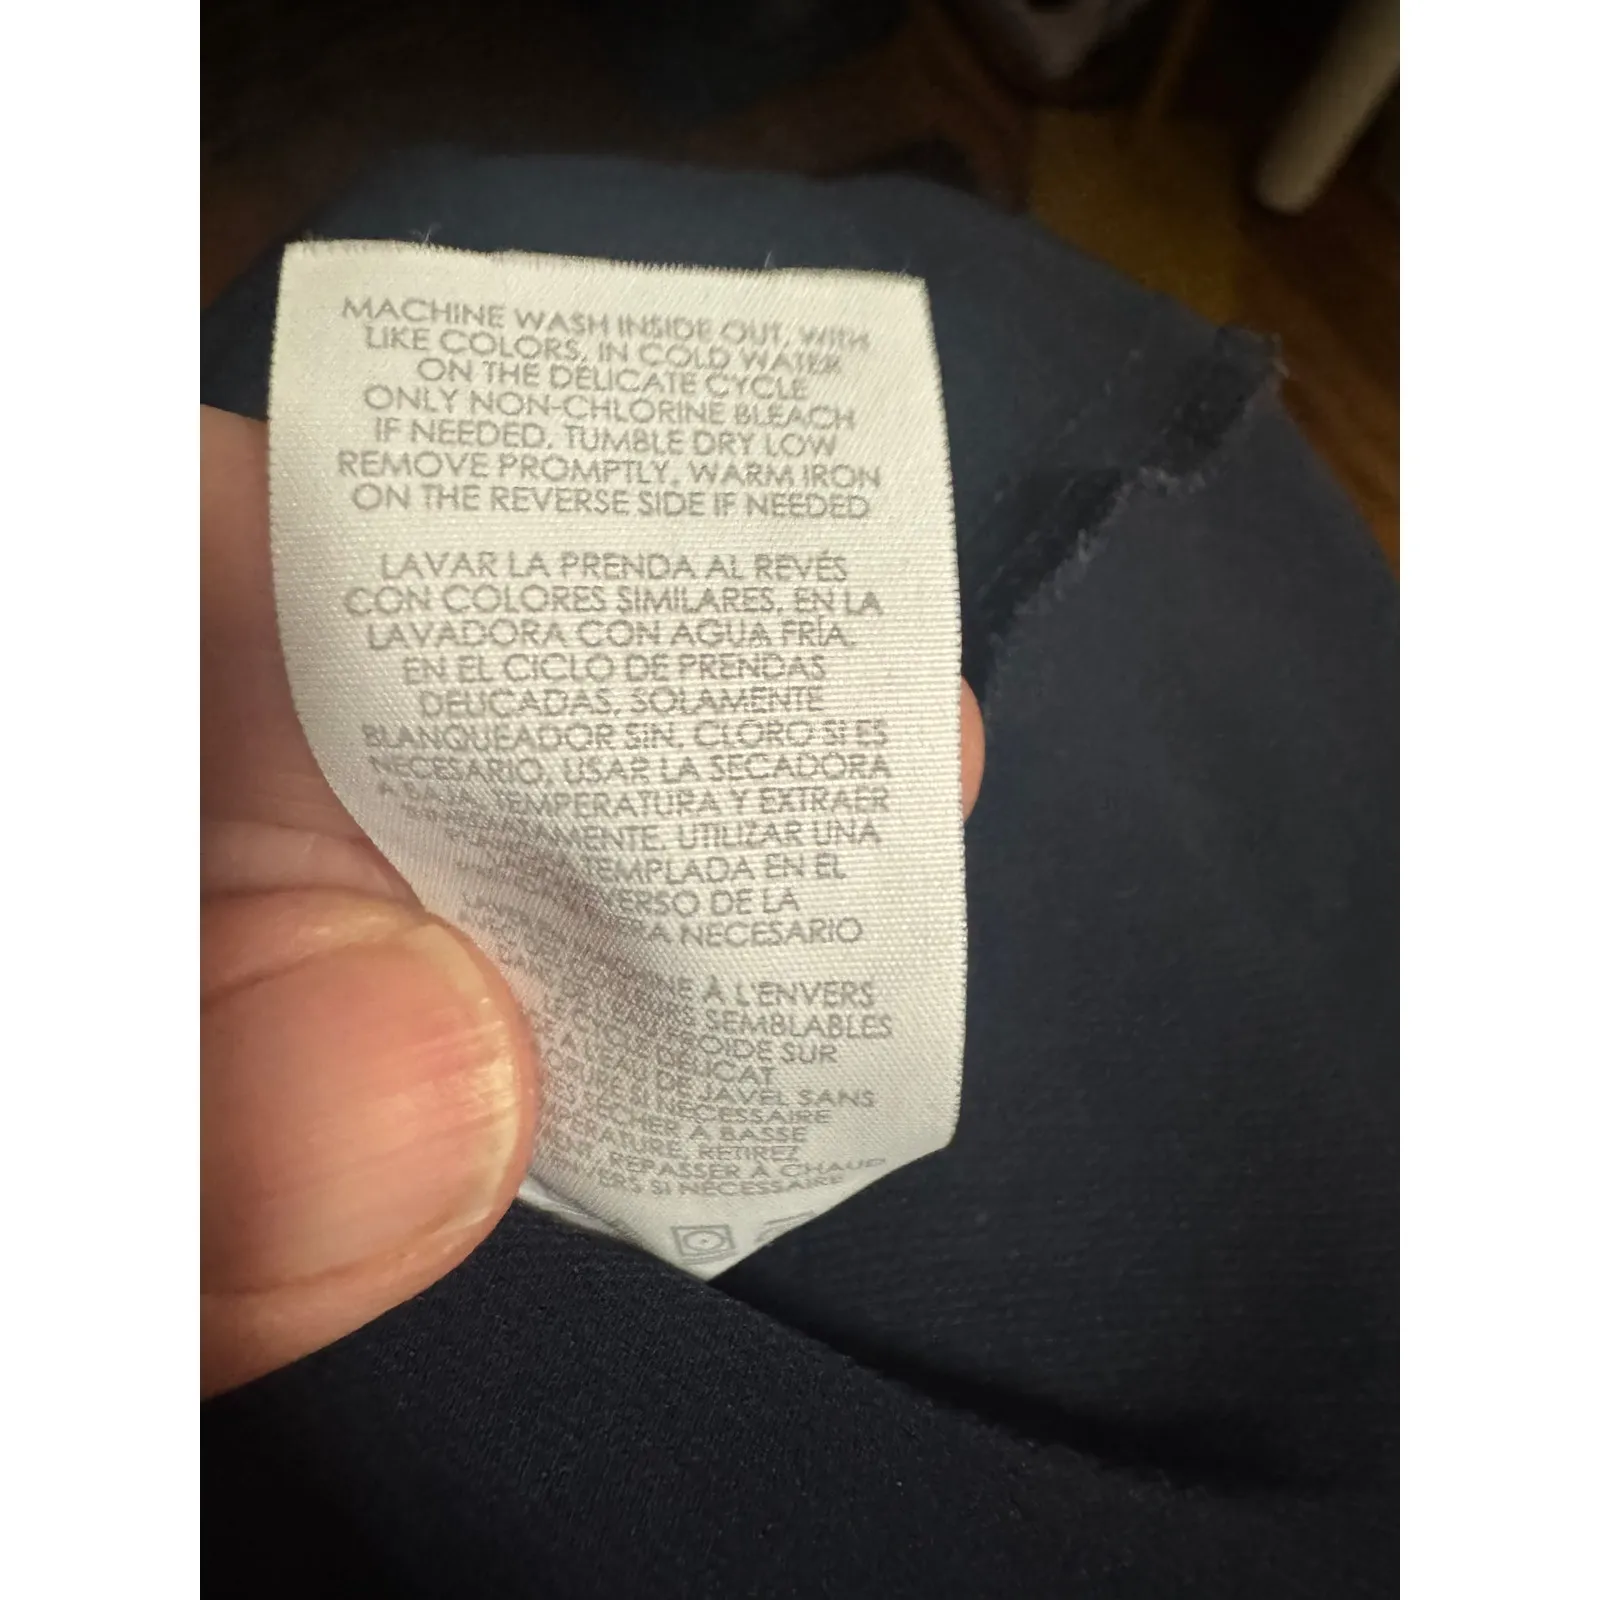 MACHINE WASH INSIDE OUT, WITH
LIKE COLORS, IN COLD WATER
ON THE DELICATE CYCLE
ONLY NON-CHLORINE BLEACH
IF NEEDED, TUMBLE DRY LOW
REMOVE PROMPTLY, WARM IRON
ON THE REVERSE SIDE IF NEEDED
LAVAR LA PRENDA AL REVÉS
CON COLORES SIMILARES, EN LA
LAVADORA CON AGUA FRÍA,
EN EL CICLO DE PRENDAS
DELICADAS, SOLAMENTE
BLANQUEADOR SIN, CLORO SI ES
NECESARIO, USAR LA SECADORA
A BAJA TEMPERATURA Y EXTRAER
UTILIZAR UNA
TEMPLADA EN EL
DE LA
NECESARIO
À L'ENVERS
SEMBLABLES
SUR
JAVEL SANS
SI NÉCESSAIRE
À BASSE
RETIREZ
REPASSER À CHAUD
SI NÉCESSAIRE